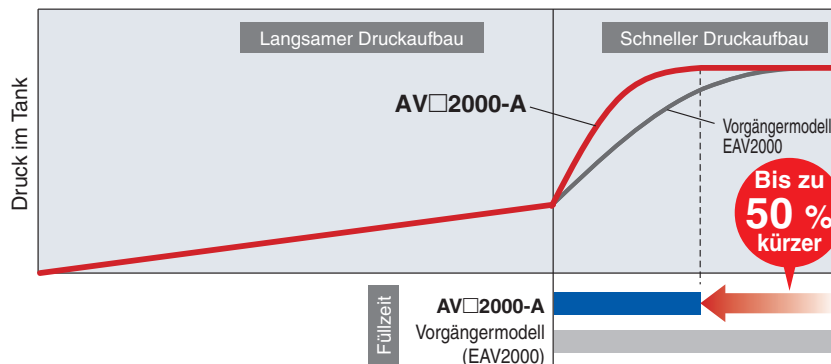 Langsamer Druckaufbau
Schneller Druckaufbau
Druck im Tank
AV□2000-A
Vorgängermodell
EAV2000
Bis zu
50 %
kürzer
Füllzeit
AV□2000-A
Vorgängermodell
(EAV2000)